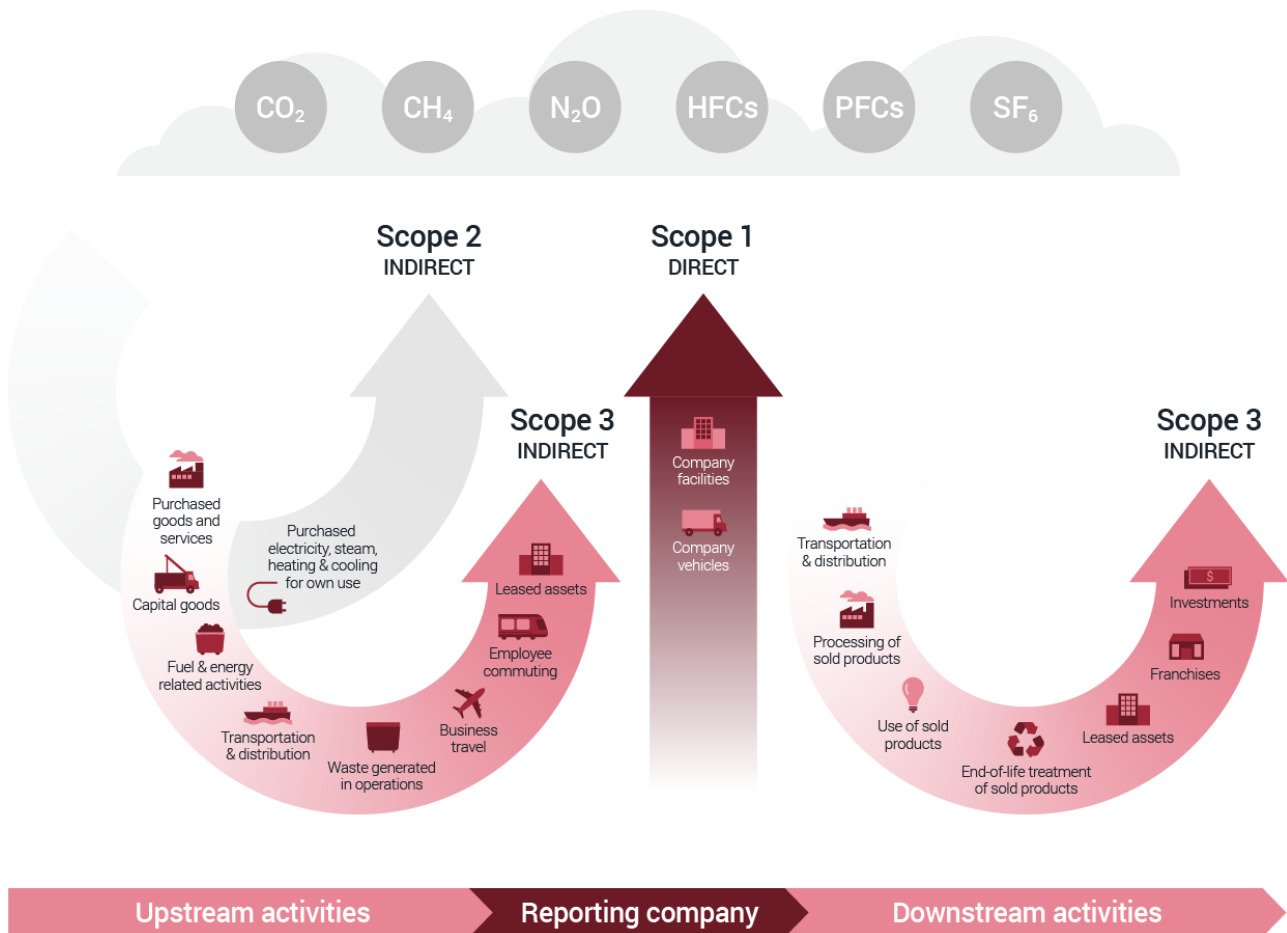 CO₂
CH₄
N₂O
HFCs
PFCs
SF₆
Scope 2
INDIRECT
Scope 1
DIRECT
Scope 3
INDIRECT
Scope 3
INDIRECT
Purchased
goods and
services
Capital goods
Fuel & energy
related activities
Transportation
& distribution
Waste generated
in operations
Business
travel
Employee
commuting
Leased assets
Purchased
electricity, steam,
heating & cooling
for own use
Company
facilities
Company
vehicles
Transportation
& distribution
Processing of
sold products
Use of sold
products
End-of-life treatment
of sold products
Leased assets
Franchises
$
Investments
Upstream activities
Reporting company
Downstream activities